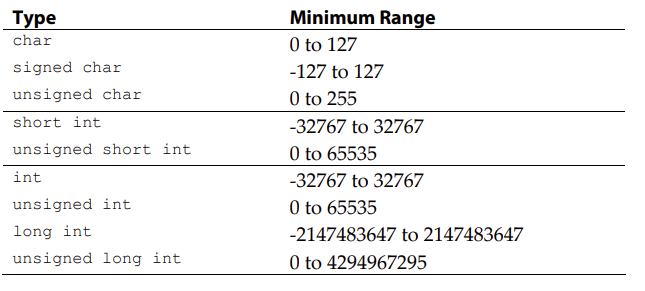 Type Minimum Range
char 0 to 127
signed char -127 to 127
unsigned char 0 to 255
short int -32767 to 32767
unsigned short int 0 to 65535
int -32767 to 32767
unsigned int 0 to 65535
long int -2147483647 to 2147483647
unsigned long int 0 to 4294967295